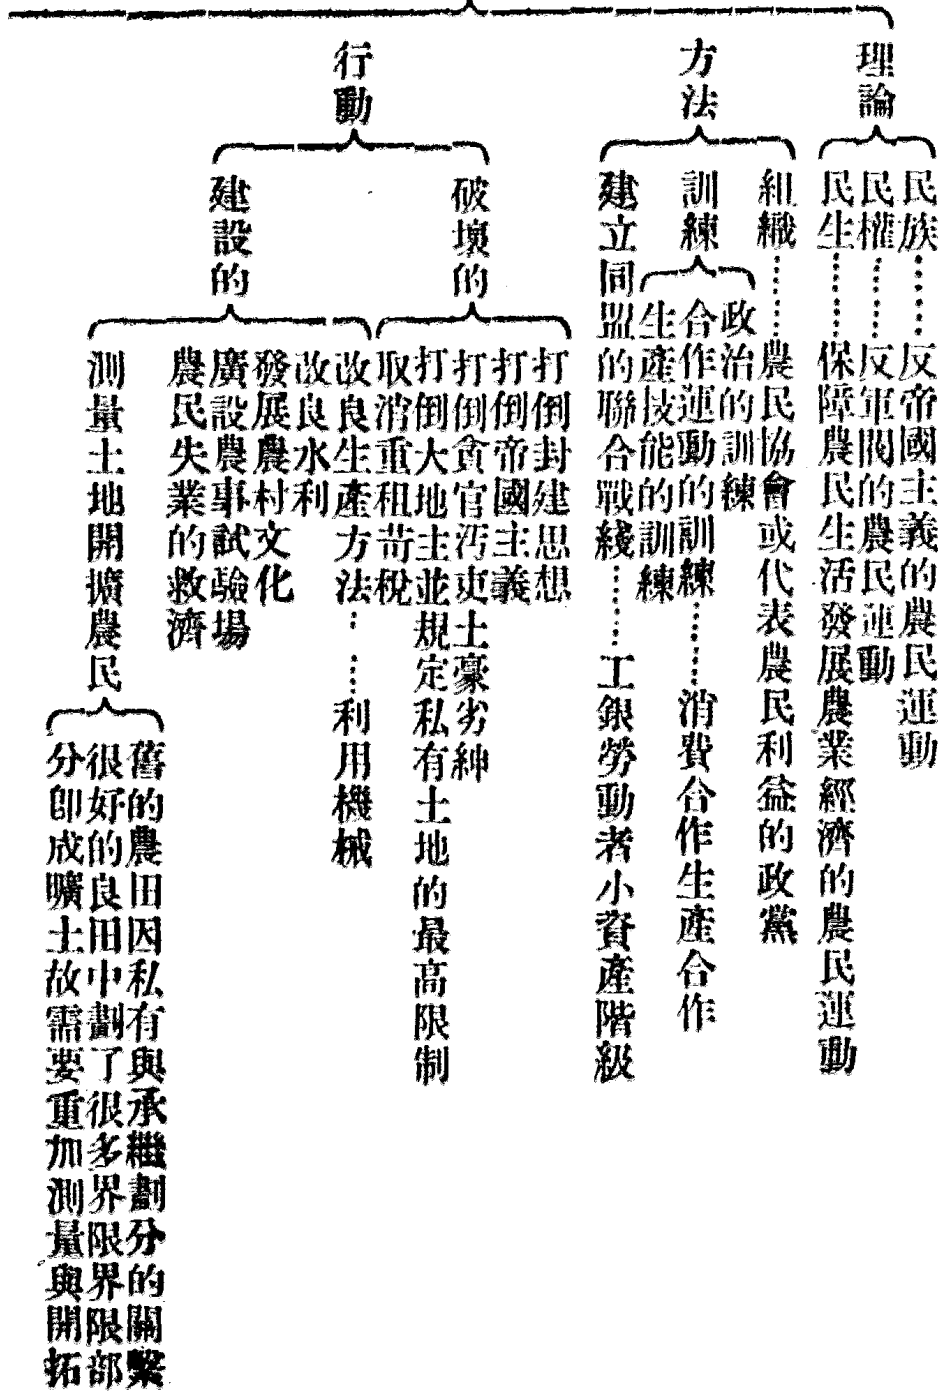 理論
民族……反帝國主義的農民運動
民權……反軍閥的農民運動
民生……保障農民生活發展農業經濟的農民運動
方法
組織……農民協會或代表農民利益的政黨
訓練
政治的訓練
合作運動的訓練……消費合作生產合作
生產技能的訓練
建立同盟的聯合戰綫……工銀勞動者小資產階級
行動
破壞的
打倒封建思想
打倒帝國主義
打倒貪官汚吏土豪劣紳
打倒大地主並規定私有土地的最高限制
取消重租苛稅
建設的
改良生產方法……利用機械
改良水利
發展農村文化
廣設農事試驗場
農民失業的救濟
測量土地開擴農民
舊的農田因私有與承繼劃分的關繫
很好的良田中劃了很多界限界限部
分卽成曠土故需要重加測量與開拓